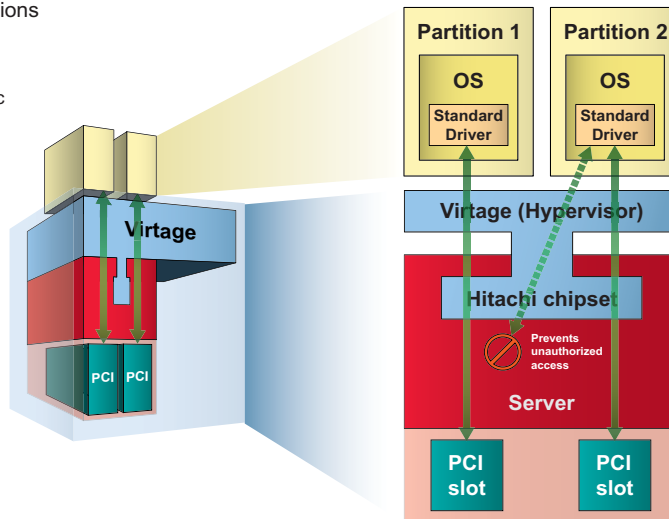 ions
c
Partition 1
OS
Standard
Driver
Partition 2
OS
Standard
Driver
Virtage
Virtage (Hypervisor)
Hitachi chipset
Prevents
unauthorized
access
Server
PCI
PCI
PCI
slot
PCI
slot